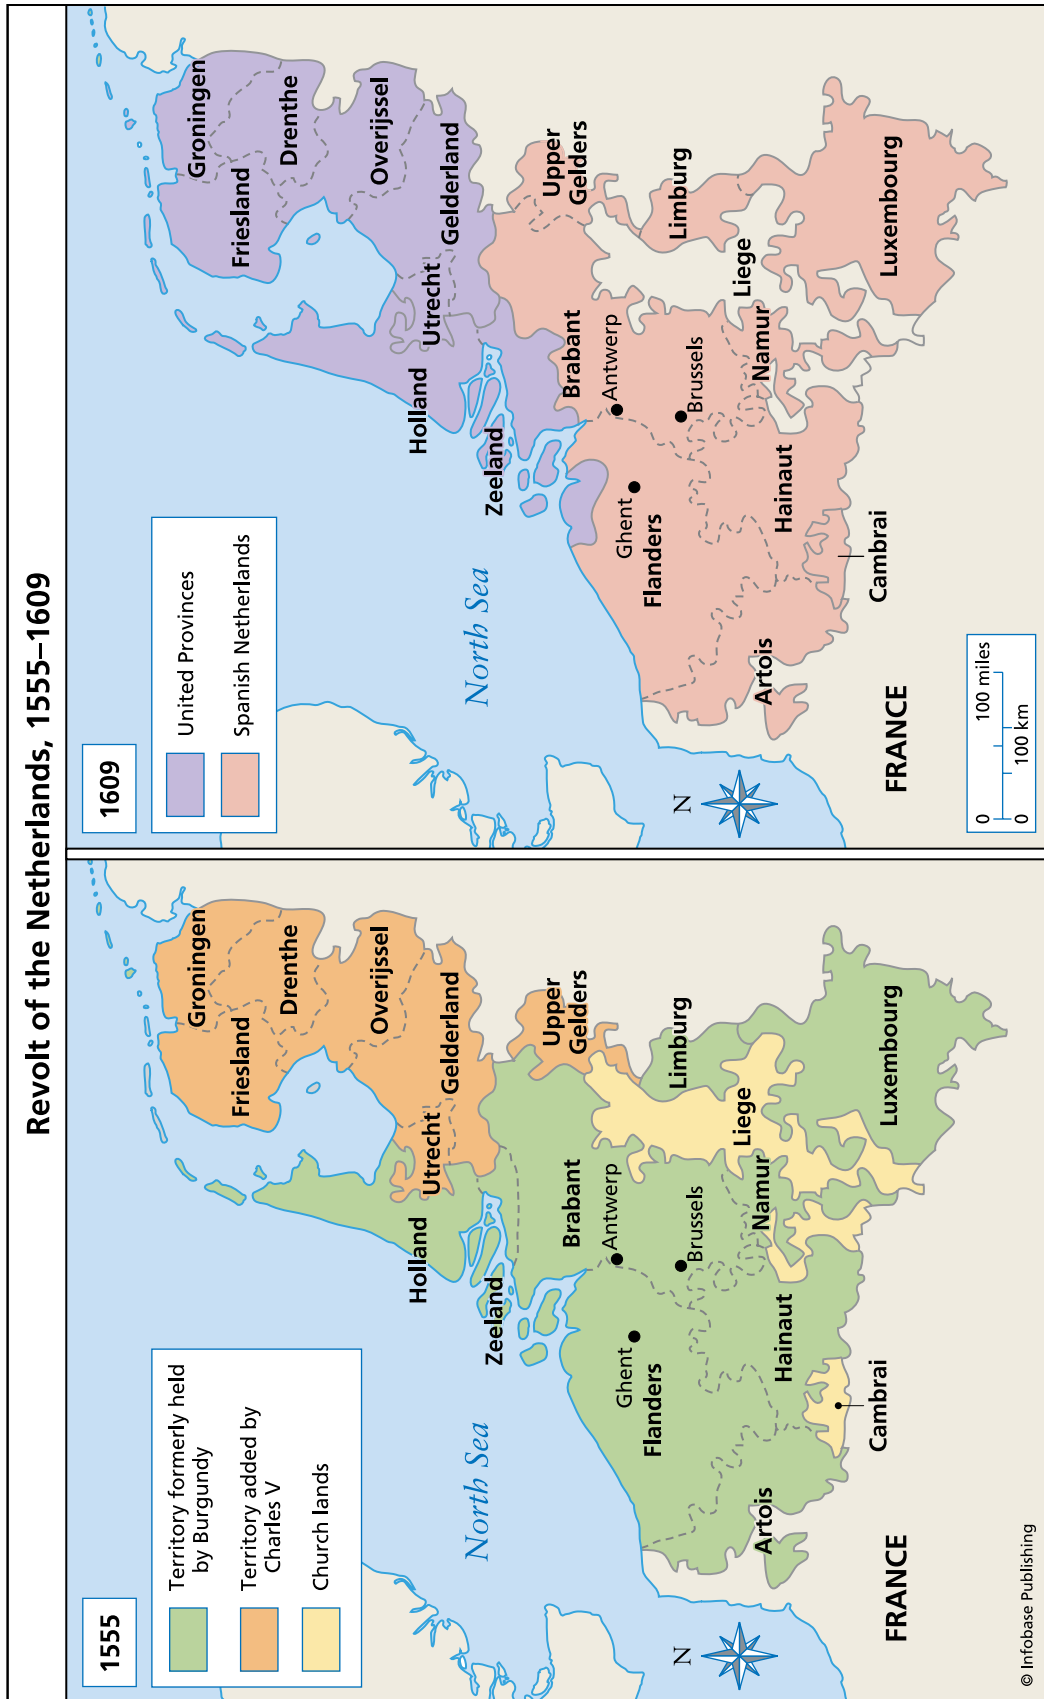 Revolt of the Netherlands, 1555–1609
1555
Territory formerly held
by Burgundy
Territory added by
Charles V
Church lands
North Sea
Groningen
Friesland
Drenthe
Overijssel
Gelderland
Utrecht
Holland
Zeeland
Upper
Gelders
Brabant
Antwerp
Ghent
Flanders
Limburg
Brussels
Liege
Namur
Artois
Hainaut
Cambrai
Luxembourg
FRANCE
N
© Infobase Publishing
1609
United Provinces
Spanish Netherlands
North Sea
Groningen
Friesland
Drenthe
Overijssel
Gelderland
Utrecht
Holland
Zeeland
Upper
Gelders
Brabant
Antwerp
Ghent
Flanders
Limburg
Brussels
Liege
Namur
Artois
Hainaut
Cambrai
Luxembourg
FRANCE
N
0 100 miles
0 100 km